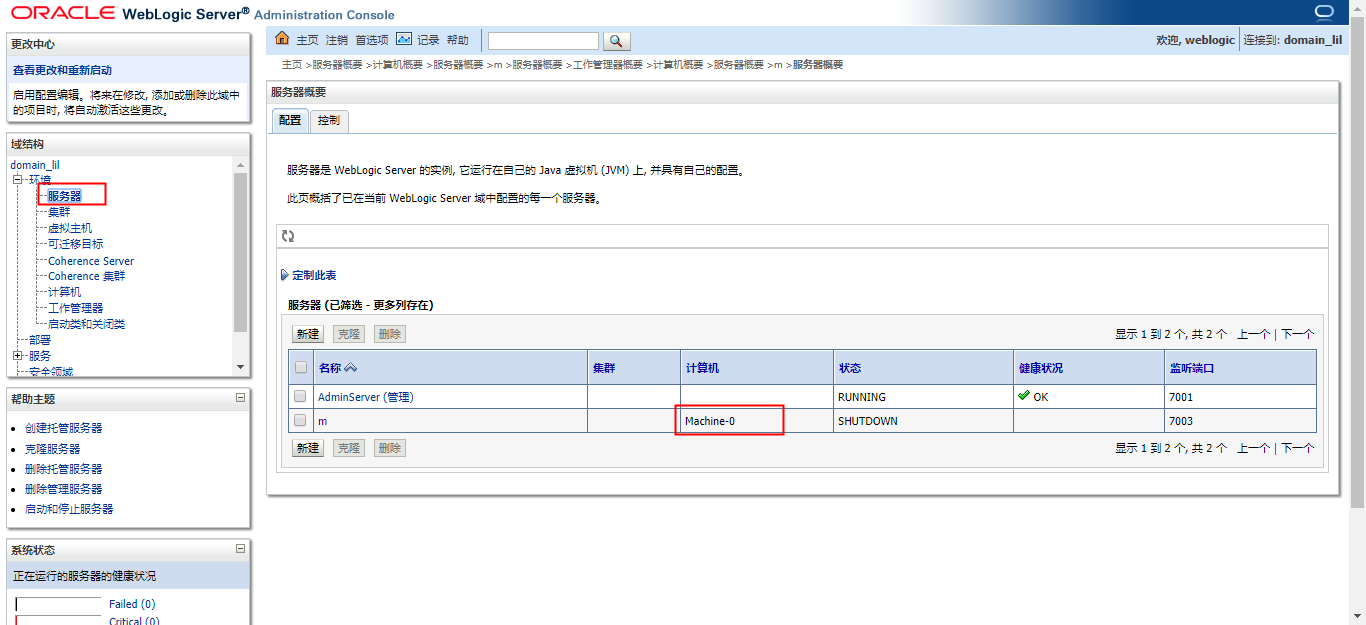 ORACLE WebLogic Server® Administration Console
更改中心
查看更改和重新启动
启用配置编辑。将来在修改, 添加或删除此域中
的项目时, 将自动激活这些更改。
域结构
domain_lil
环境
服务器
集群
虚拟主机
可迁移目标
Coherence Server
Coherence 集群
计算机
工作管理器
启动类和关闭类
部署
服务
安全领域
帮助主题
创建托管服务器
克隆服务器
删除托管服务器
删除管理服务器
启动和停止服务器
系统状态
正在运行的服务器的健康状况
Failed (0)
Critical (0)
主页 注销 首选项 记录 帮助
欢迎, weblogic 连接到: domain_lil
主页 >服务器概要 >计算机概要 >服务器概要 >m >服务器概要 >工作管理器概要 >计算机概要 >服务器概要 >m >服务器概要
服务器概要
配置 控制
服务器是 WebLogic Server 的实例, 它运行在自己的 Java 虚拟机 (JVM) 上, 并具有自己的配置。
此页概括了已在当前 WebLogic Server 域中配置的每一个服务器。
定制此表
服务器 (已筛选 - 更多列存在)
新建 克隆 删除 显示 1 到 2 个, 共 2 个 上一个 | 下一个
名称 集群 计算机 状态 健康状况 监听端口
AdminServer (管理) RUNNING OK 7001
m Machine-0 SHUTDOWN 7003
新建 克隆 删除 显示 1 到 2 个, 共 2 个 上一个 | 下一个